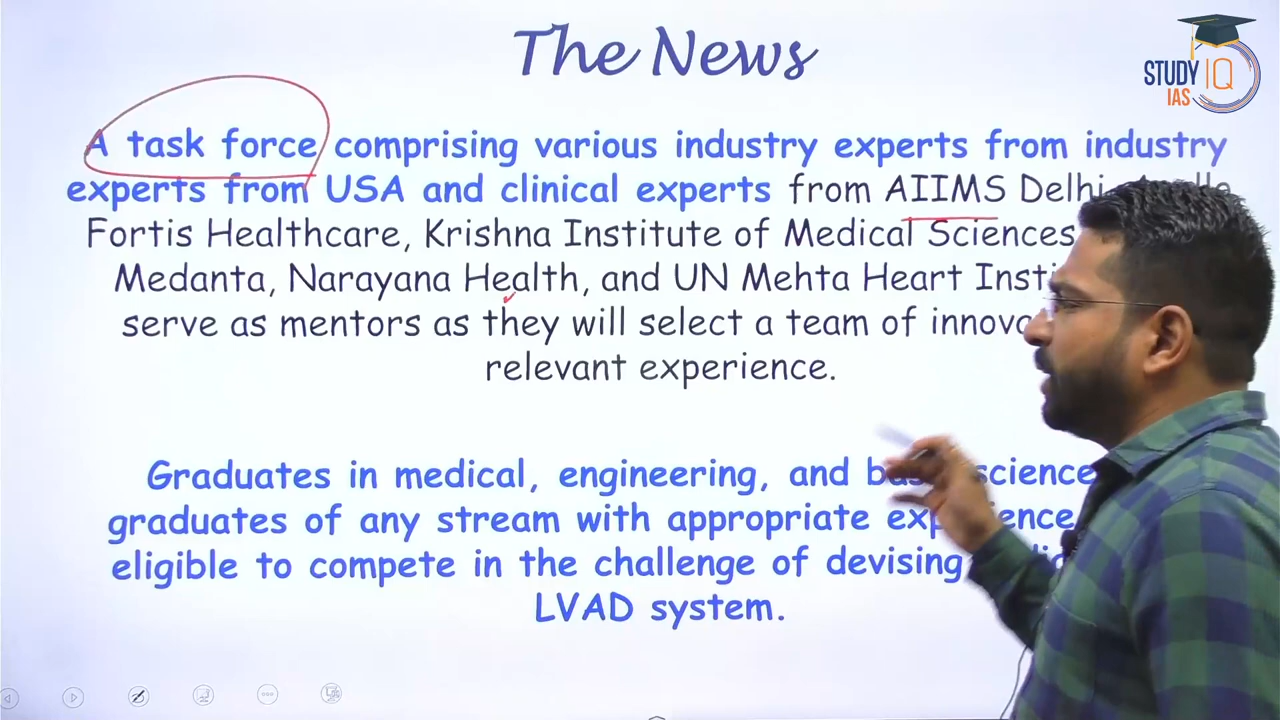 The News
STUDY IQ
IAS
A task force comprising various industry experts from industry
experts from USA and clinical experts from AIIMS Delhi,
Fortis Healthcare, Krishna Institute of Medical Sciences
Medanta, Narayana Health, and UN Mehta Heart
serve as mentors as they will select a team of
relevant experience.
Graduates in medical, engineering, and
graduates of any stream with appropriate
eligible to compete in the challenge of devising
LVAD system.